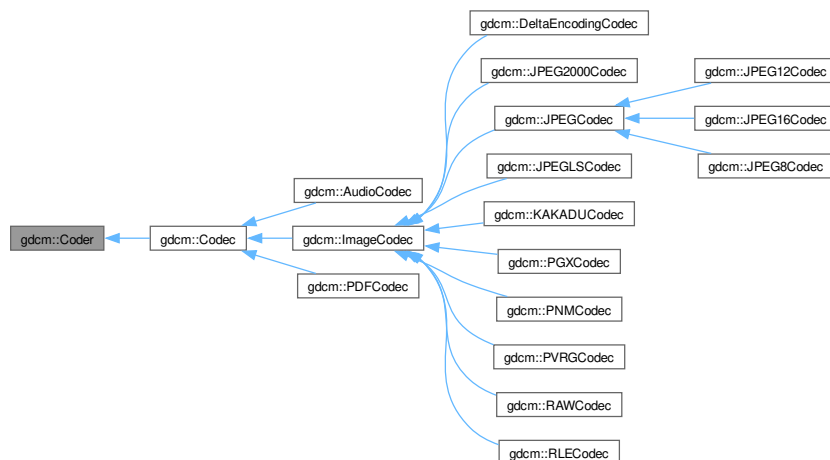 gdcm::DeltaEncodingCodec
gdcm::JPEG2000Codec
gdcm::JPEG12Codec
gdcm::JPEGCodec
gdcm::JPEG16Codec
gdcm::JPEGLSCodec
gdcm::JPEG8Codec
gdcm::AudioCodec
gdcm::KAKADUCodec
gdcm::Coder
gdcm::Codec
gdcm::ImageCodec
gdcm::PGXCodec
gdcm::PDFCodec
gdcm::PNMCodec
gdcm::PVRGCodec
gdcm::RAWCodec
gdcm::RLECodec